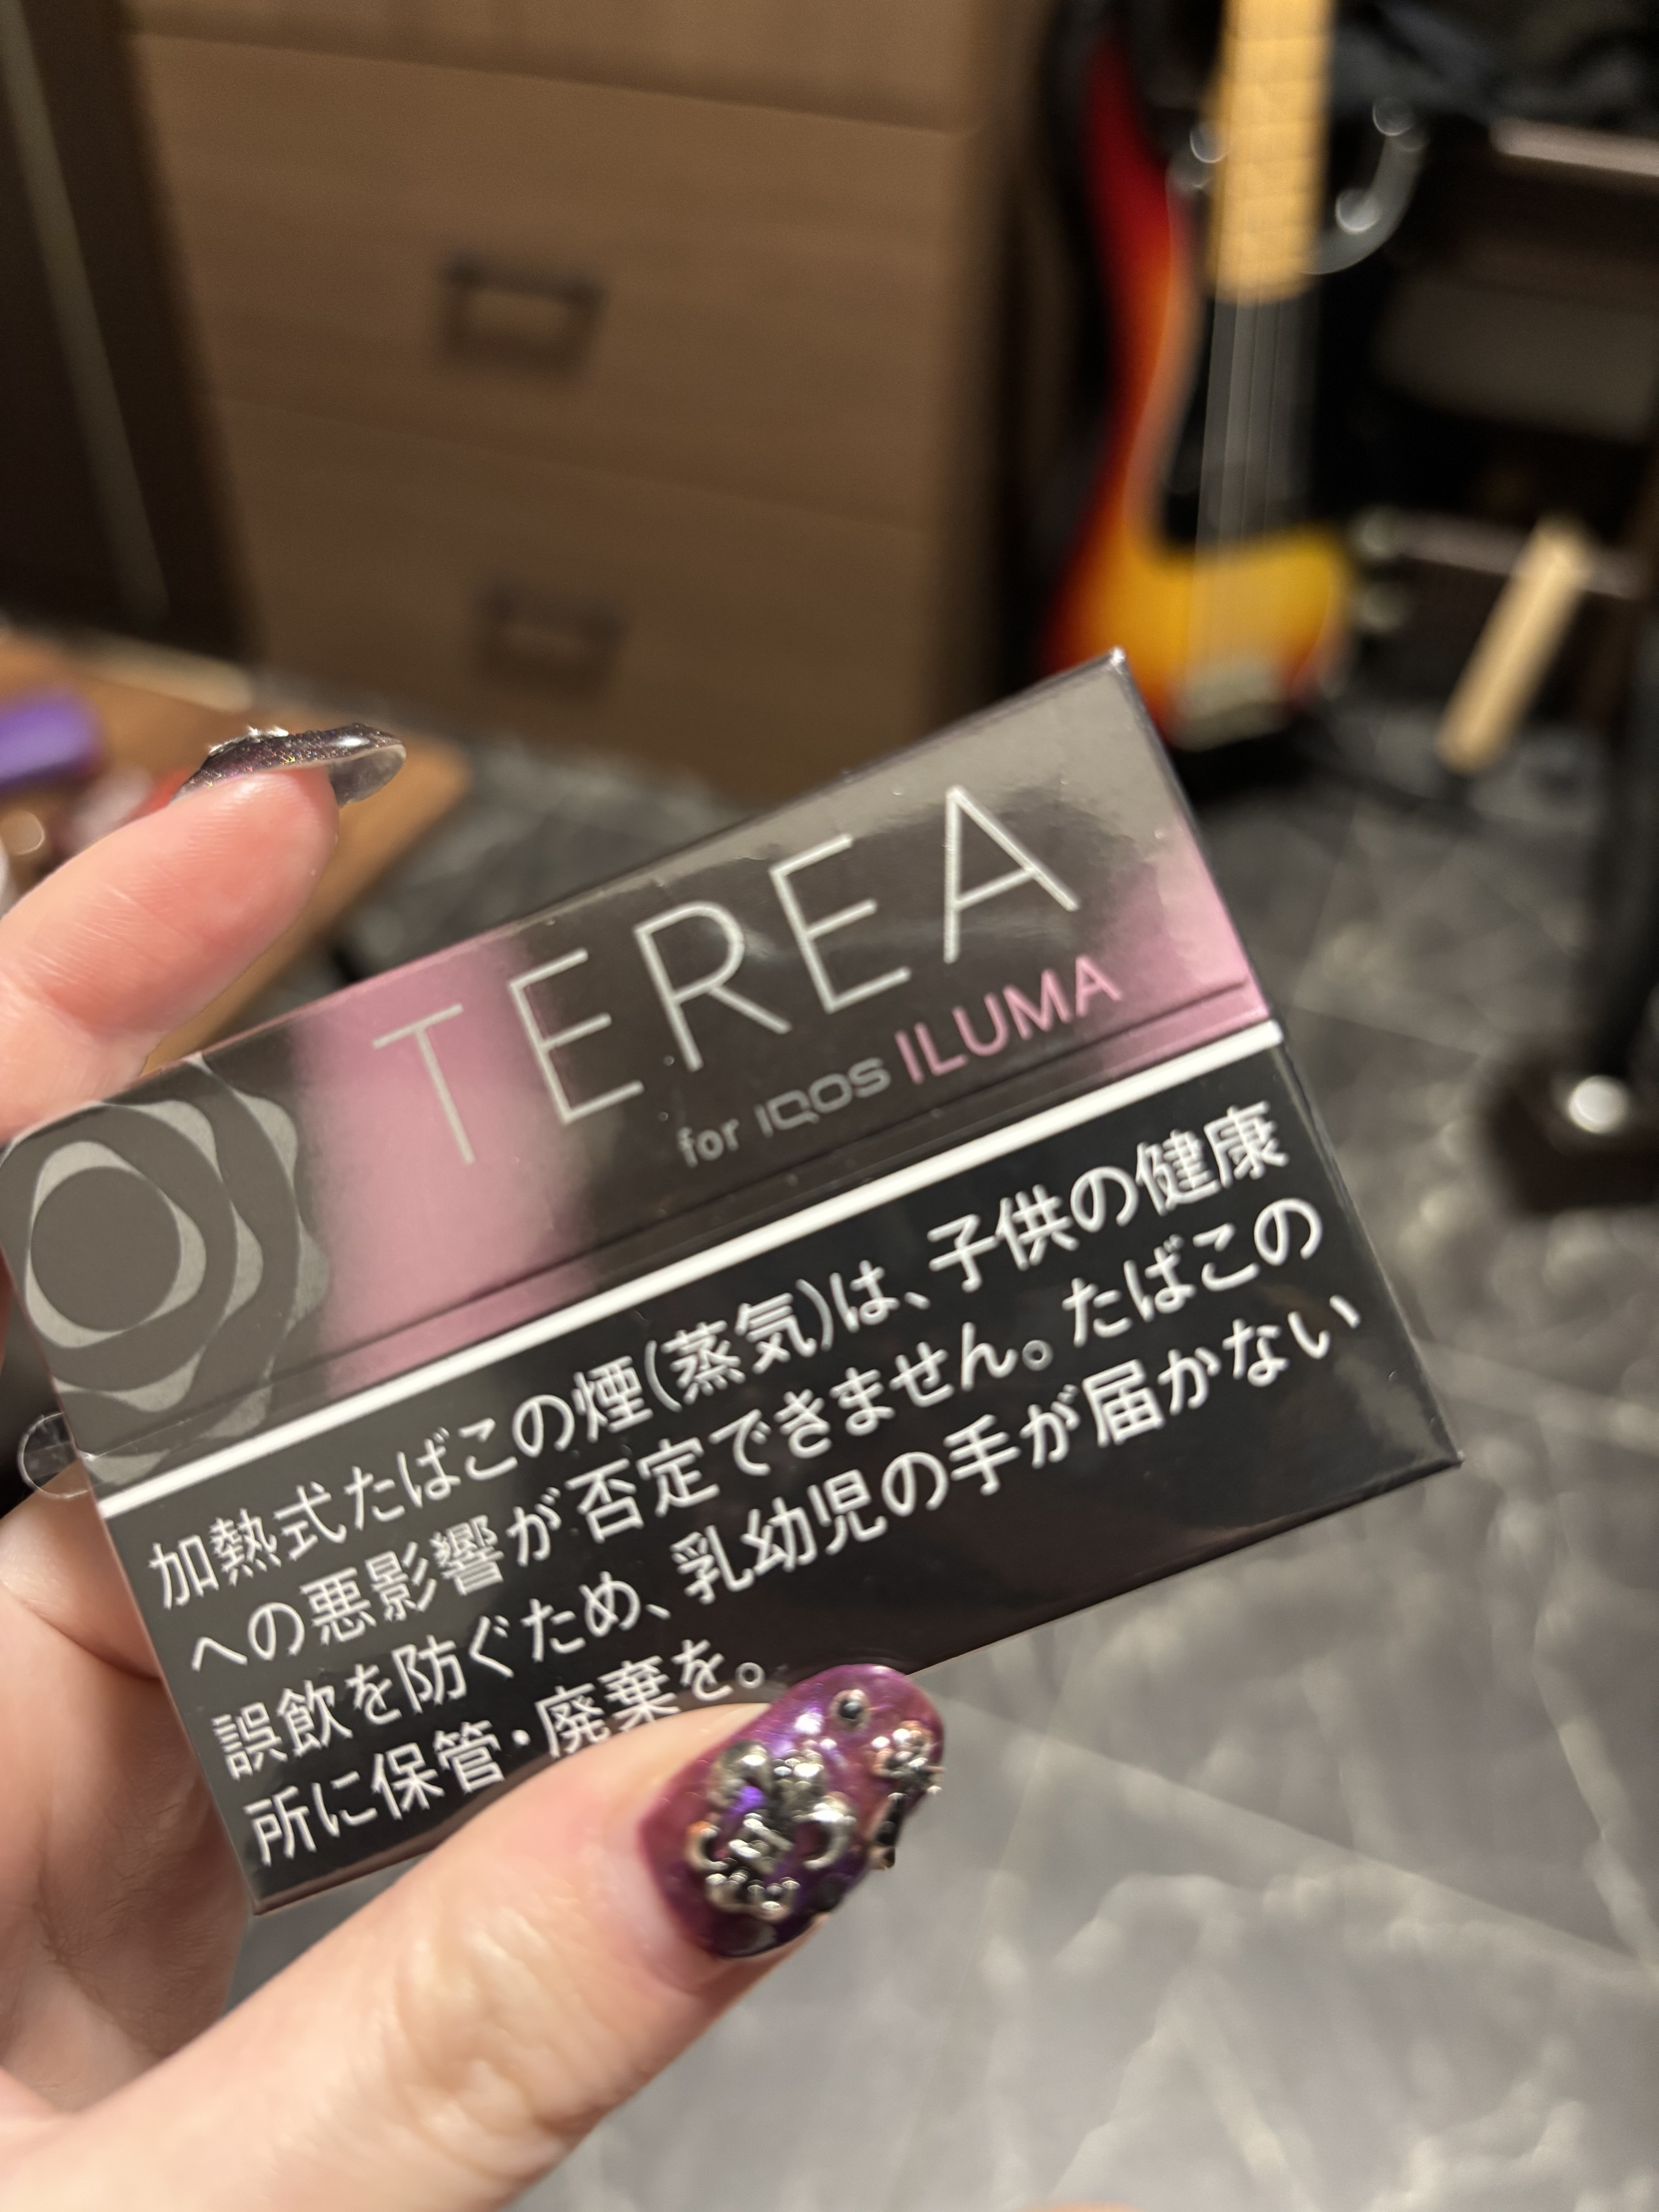 TEREA
for IQOS ILUMA
加熱式たばこの煙(蒸気)は、子供の健康
への悪影響が否定できません。たばこの
誤飲を防ぐため、乳幼児の手が届かない
所に保管・廃棄を。